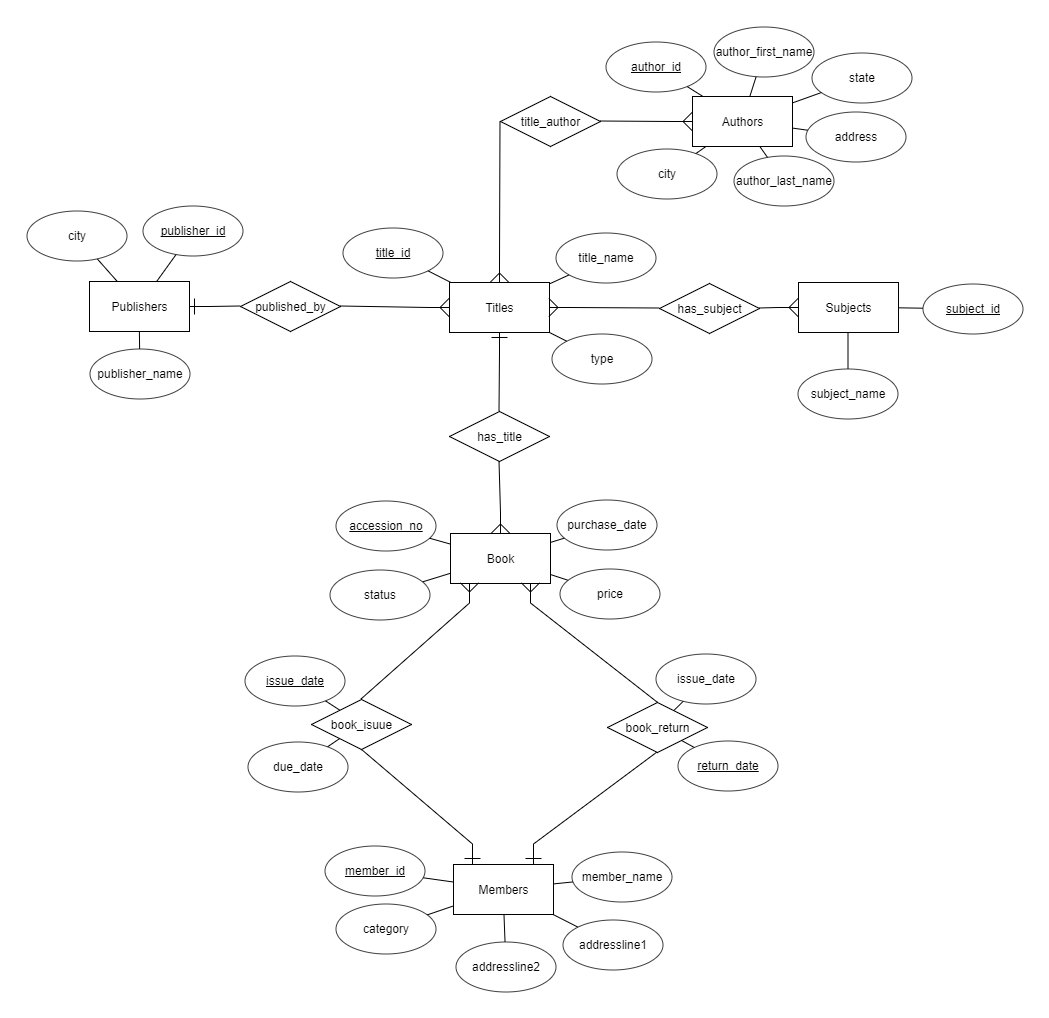 author_first_name
author_id
state
title_author
Authors
address
city
author_last_name
publisher_id
city
title_id
title_name
Publishers
published_by
Titles
has_subject
Subjects
subject_id
type
publisher_name
subject_name
has_title
accession_no
purchase_date
Book
status
price
issue_date
issue_date
book_isuue
book_return
due_date
return_date
member_id
member_name
Members
category
addressline1
addressline2